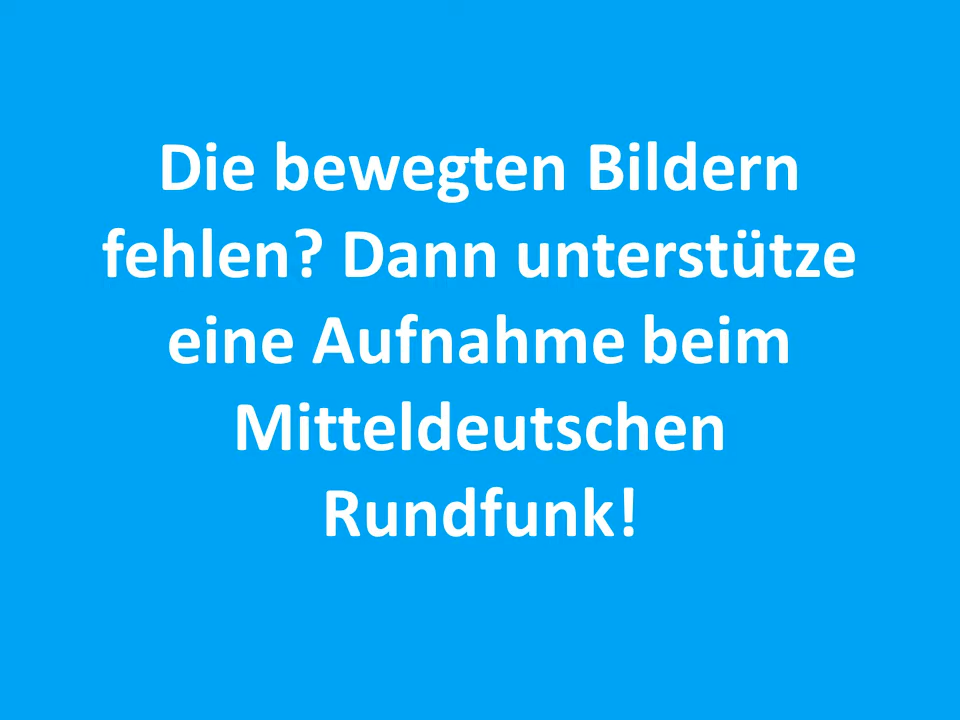 Die bewegten Bildern
fehlen? Dann unterstütze
eine Aufnahme beim
Mitteldeutschen
Rundfunk!